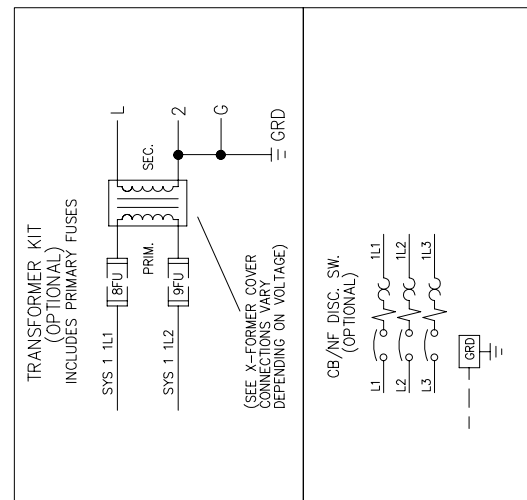 TRANSFORMER KIT
(OPTIONAL)
INCLUDES PRIMARY FUSES
SYS 1 1L1
8FU
L
SYS 1 1L2
9FU
2
PRIM.
SEC.
G
GRD
(SEE X-FORMER COVER
CONNECTIONS VARY
DEPENDING ON VOLTAGE)
CB/NF DISC. SW.
(OPTIONAL)
L1
1L1
L2
1L2
L3
1L3
GRD